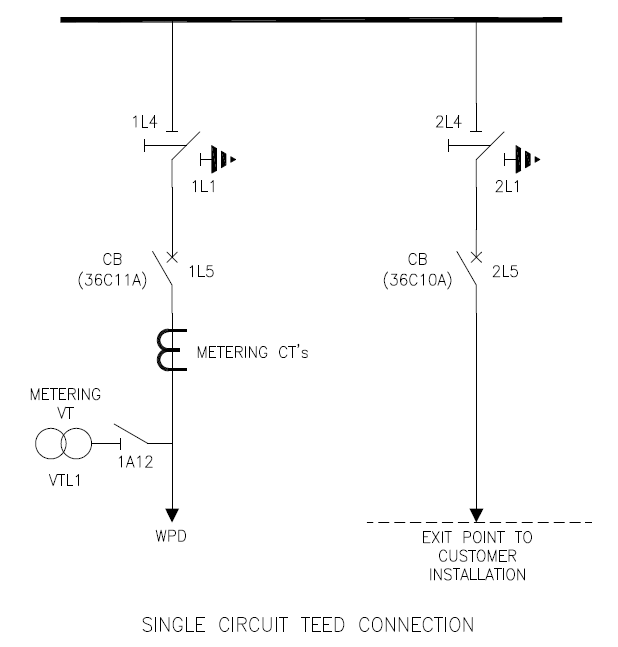 1L4
2L4
1L1
2L1
CB
(36C11A)
1L5
CB
(36C10A)
2L5
METERING CT's
METERING
VT
1A12
VTL1
WPD
EXIT POINT TO
CUSTOMER
INSTALLATION
SINGLE CIRCUIT TEED CONNECTION